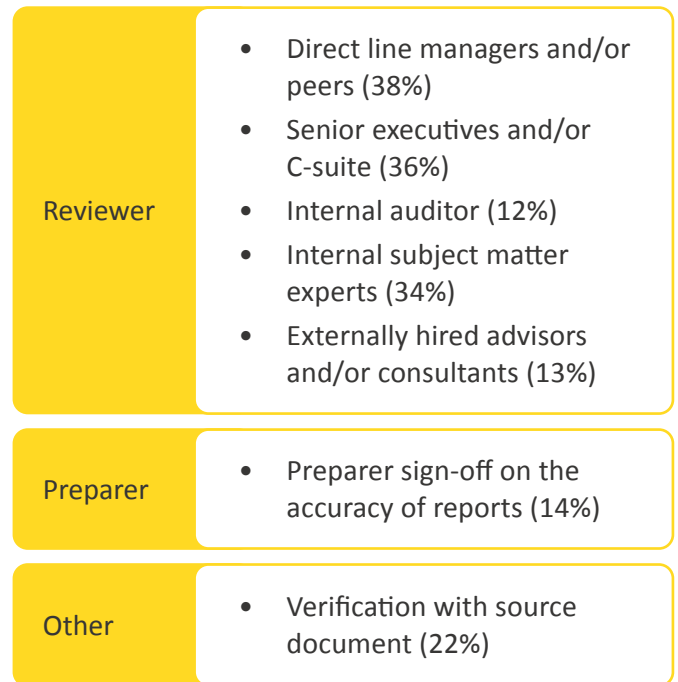 Reviewer
• Direct line managers and/or
peers (38%)
• Senior executives and/or
C-suite (36%)
• Internal auditor (12%)
• Internal subject matter
experts (34%)
• Externally hired advisors
and/or consultants (13%)
Preparer
• Preparer sign-off on the
accuracy of reports (14%)
Other
• Verification with source
document (22%)